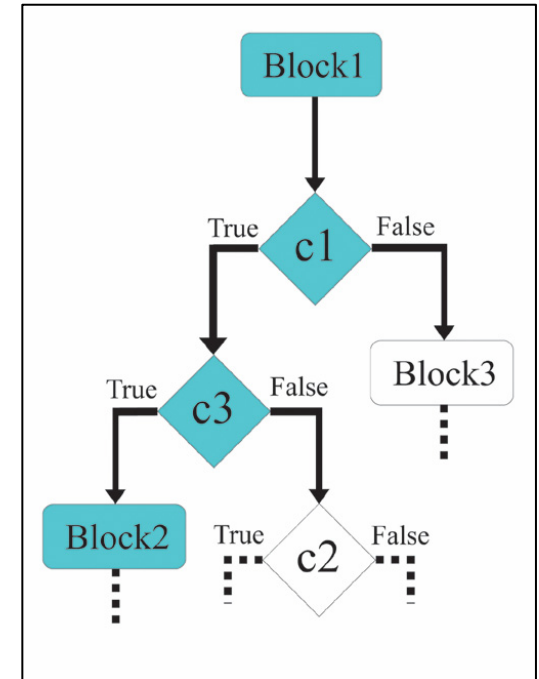 Block1
True
False
c1
Block3
True
False
c3
Block2
True
False
c2